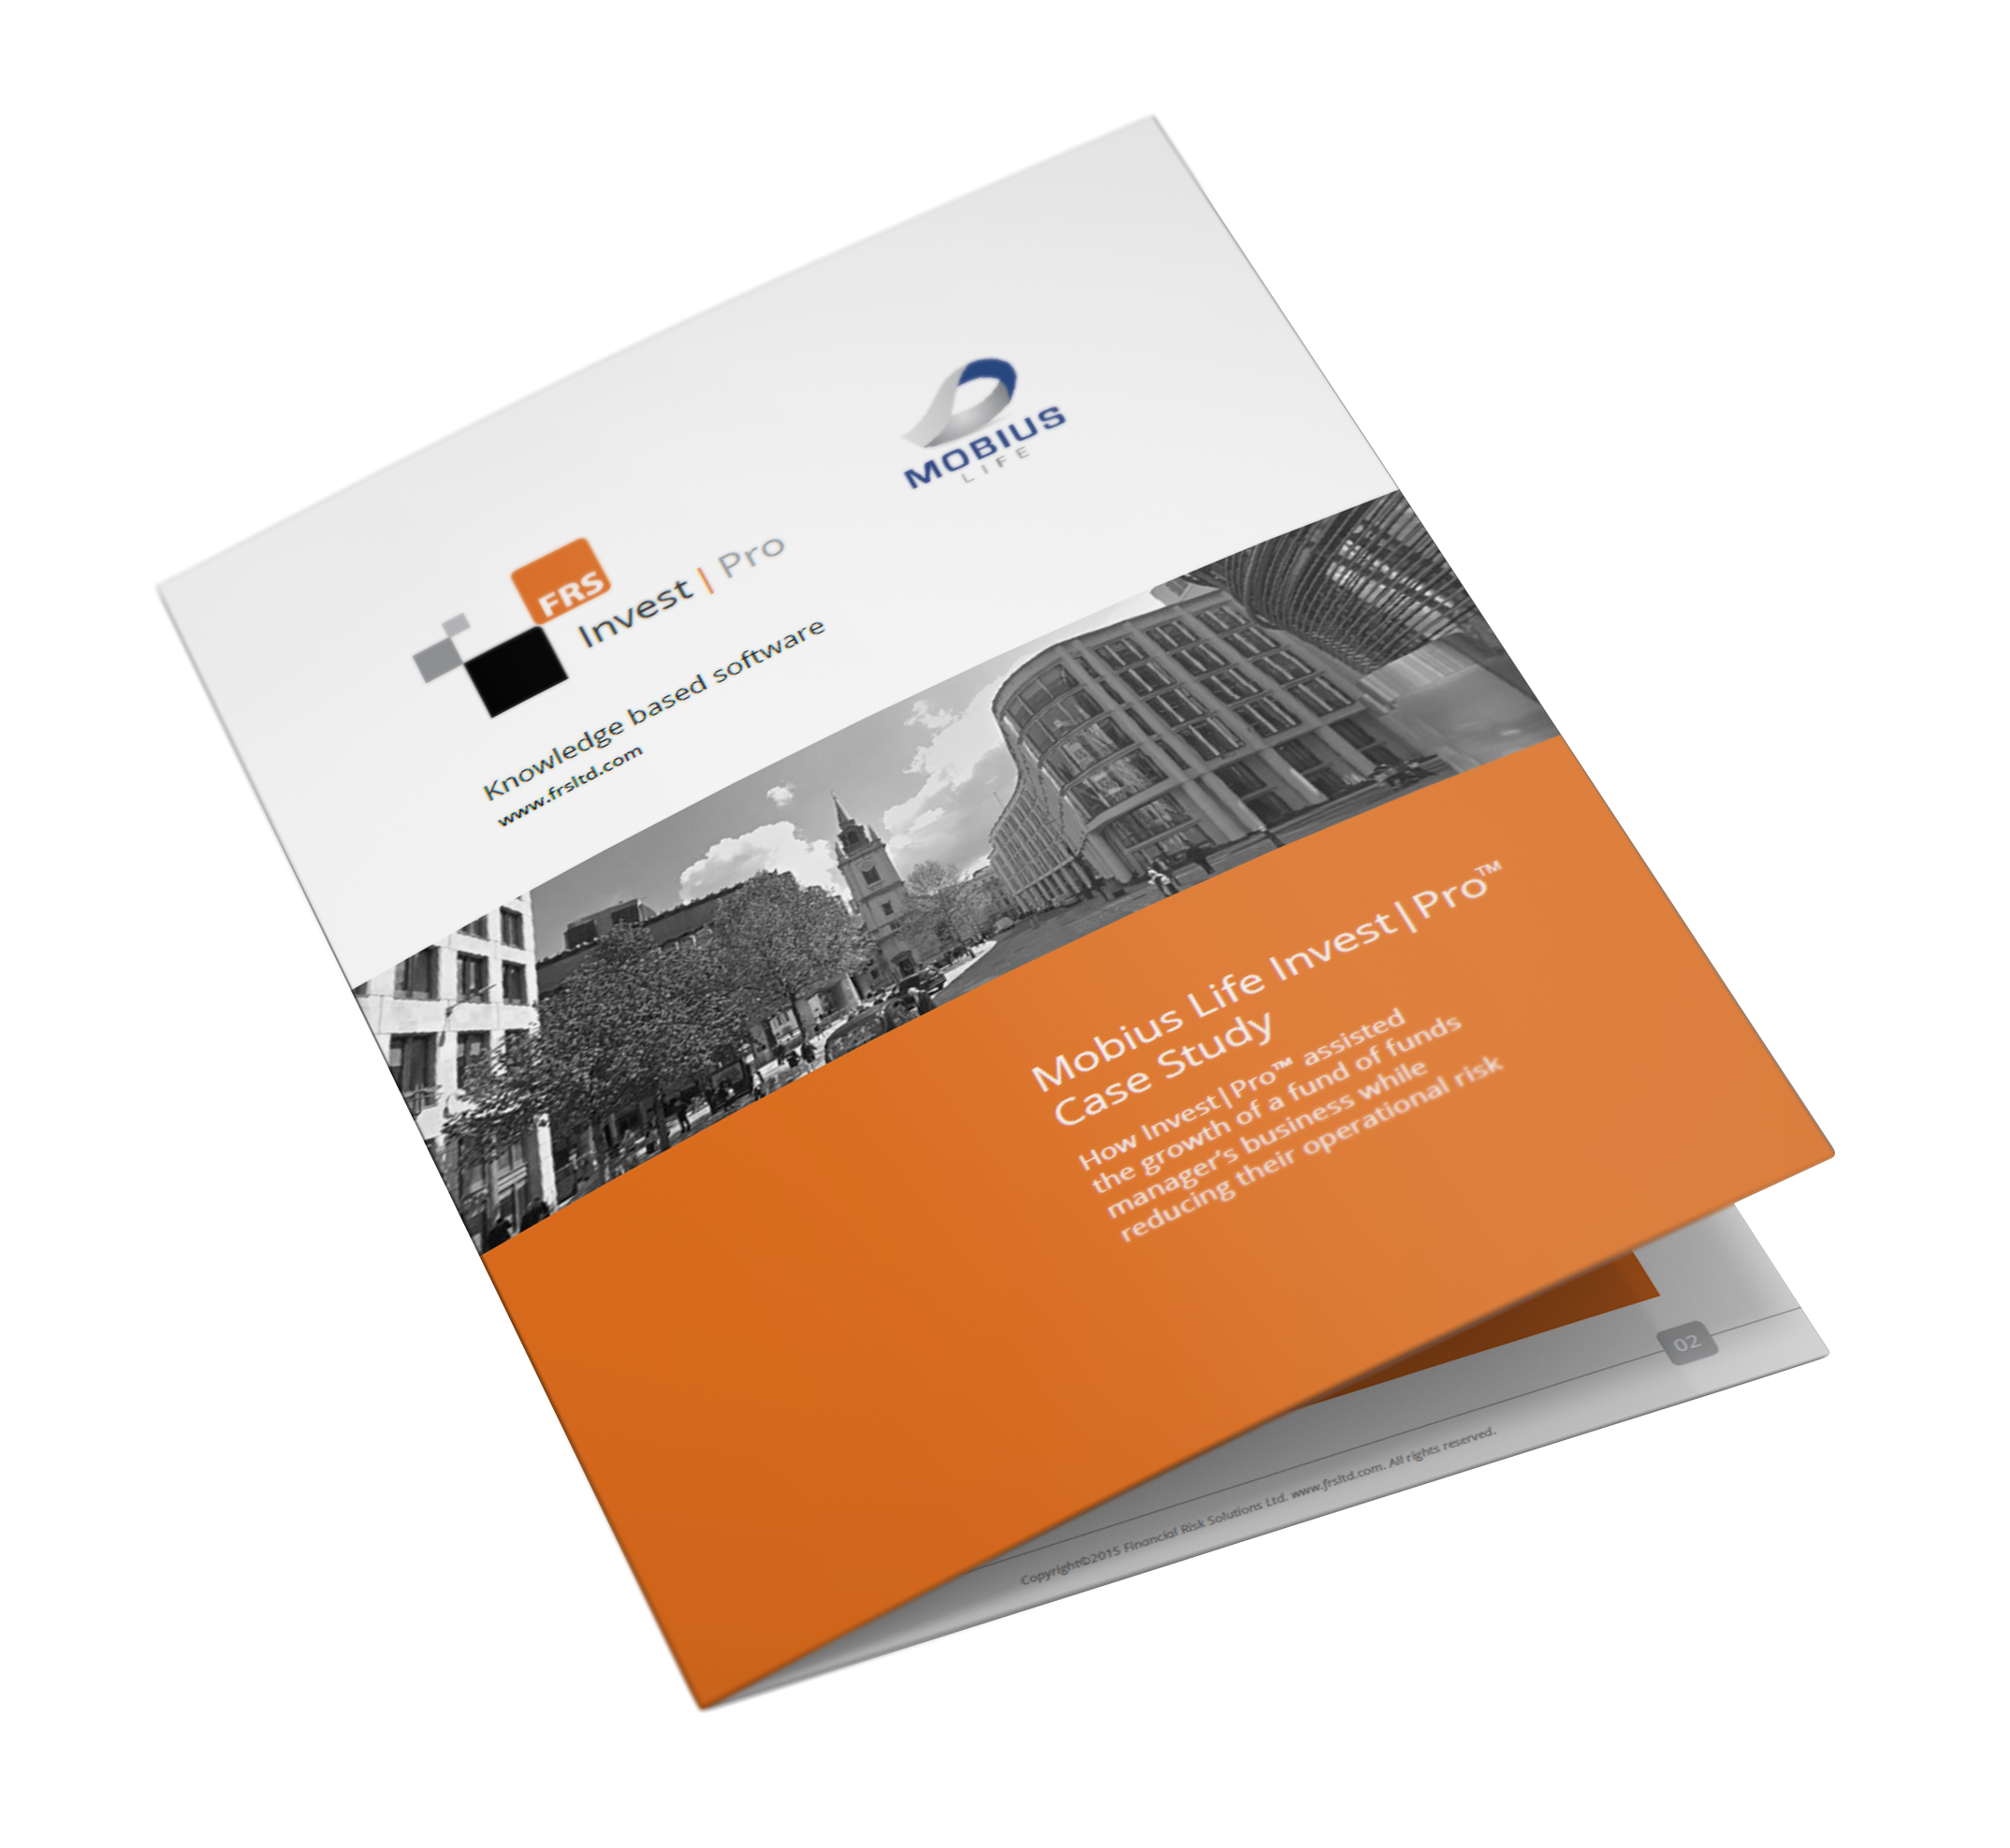 MOBIUS
LIFE
FRS
Invest | Pro
Knowledge based software
www.frsltd.com
Mobius Life Invest|Pro™
Case Study
How Invest|Pro™ assisted
the growth of a fund of funds
manager's business while
reducing their operational risk
02
Copyright©2015 Financial Risk Solutions Ltd. www.frsltd.com. All rights reserved.